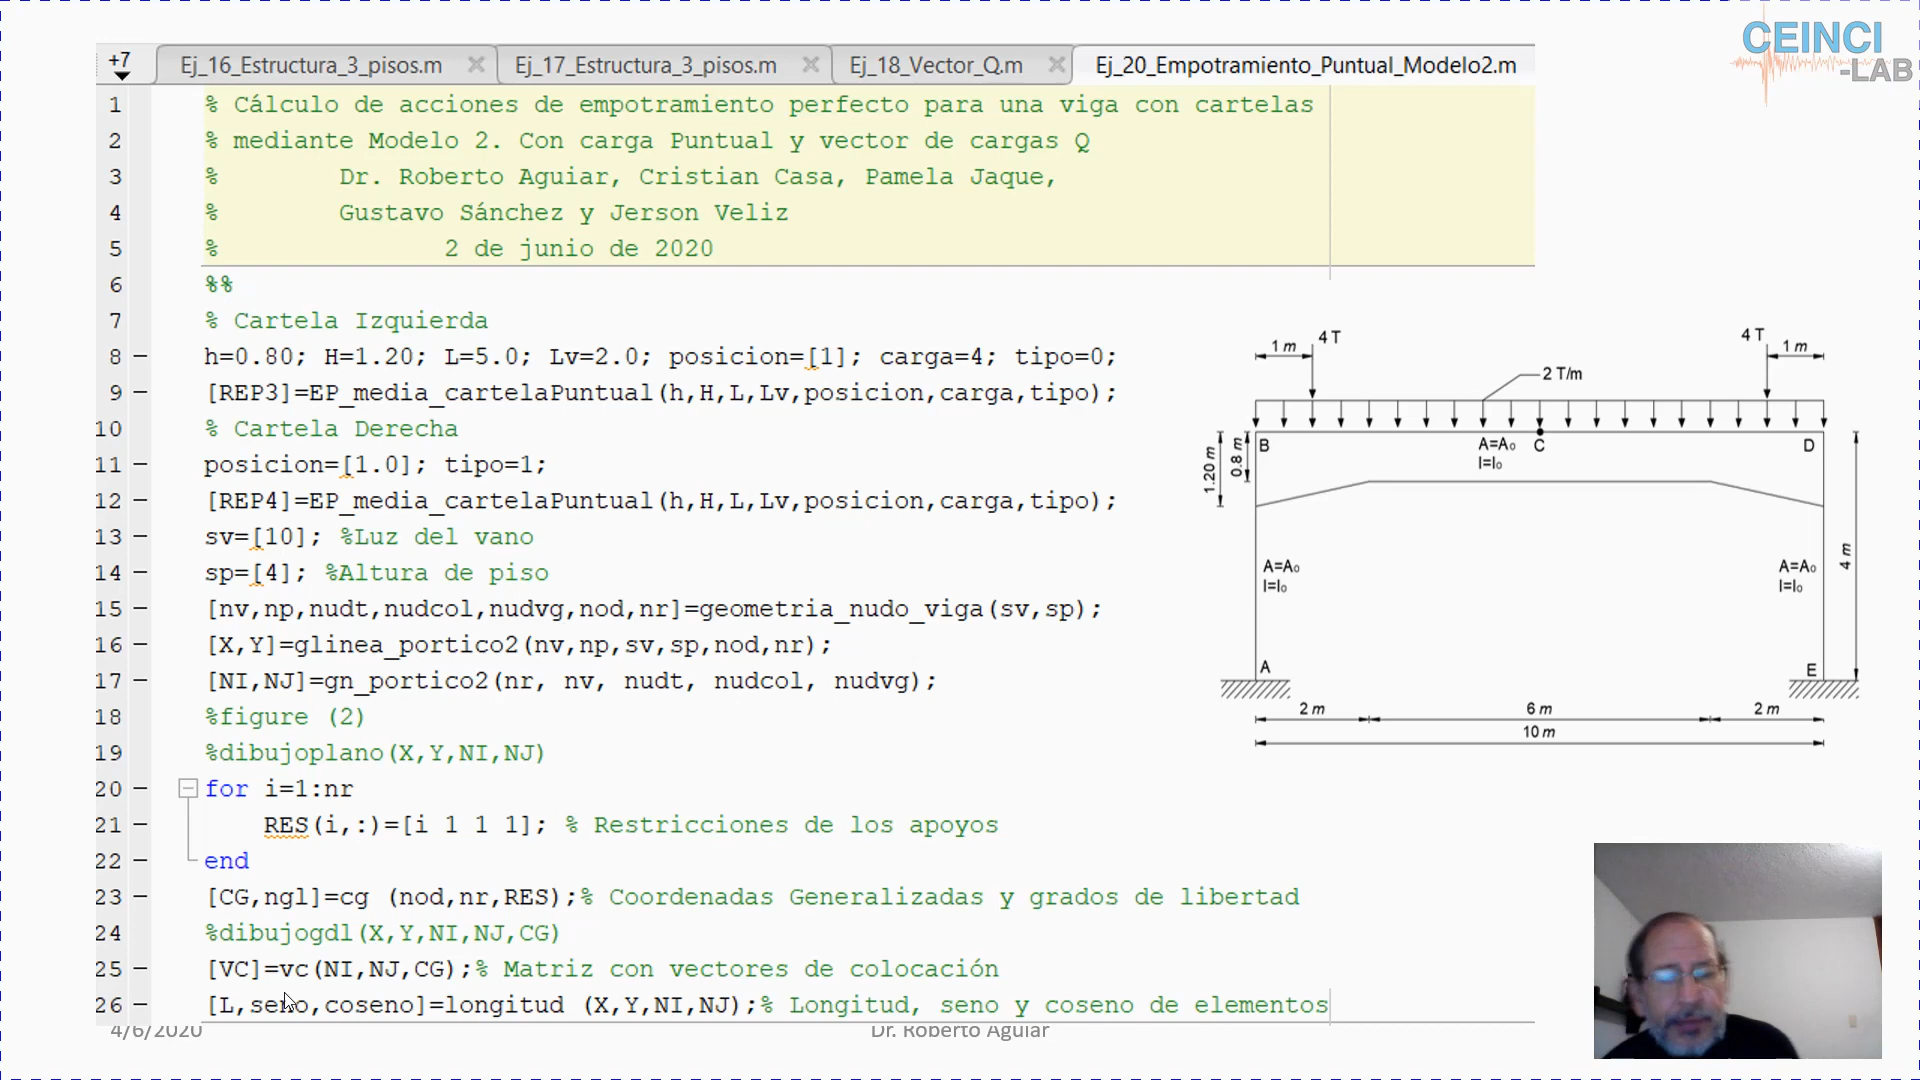 CEINCI
-LAB
+7
Ej_16_Estructura_3_pisos.m
Ej_17_Estructura_3_pisos.m
Ej_18_Vector_Q.m
Ej_20_Empotramiento_Puntual_Modelo2.m
1 % Cálculo de acciones de empotramiento perfecto para una viga con cartelas
2 % mediante Modelo 2. Con carga Puntual y vector de cargas Q
3 % Dr. Roberto Aguiar, Cristian Casa, Pamela Jaque,
4 % Gustavo Sánchez y Jerson Veliz
5 % 2 de junio de 2020
6 %%
7 % Cartela Izquierda
8 h=0.80; H=1.20; L=5.0; Lv=2.0; posicion=[1]; carga=4; tipo=0;
9 [REP3]=EP_media_cartelaPuntual(h,H,L,Lv,posicion,carga,tipo);
10 % Cartela Derecha
11 posicion=[1.0]; tipo=1;
12 [REP4]=EP_media_cartelaPuntual(h,H,L,Lv,posicion,carga,tipo);
13 sv=[10]; %Luz del vano
14 sp=[4]; %Altura de piso
15 [nv,np,nudt,nudcol,nudvg,nod,nr]=geometria_nudo_viga(sv,sp);
16 [X,Y]=glinea_portico2(nv,np,sv,sp,nod,nr);
17 [NI,NJ]=gn_portico2(nr, nv, nudt, nudcol, nudvg);
18 %figure (2)
19 %dibujoplano(X,Y,NI,NJ)
20 for i=1:nr
21 RES(i,:)=[i 1 1 1]; % Restricciones de los apoyos
22 end
23 [CG,ngl]=cg (nod,nr,RES);% Coordenadas Generalizadas y grados de libertad
24 %dibujogdl(X,Y,NI,NJ,CG)
25 [VC]=vc(NI,NJ,CG);% Matriz con vectores de colocación
26 [L,seno,coseno]=longitud (X,Y,NI,NJ);% Longitud, seno y coseno de elementos
4 T
4 T
1 m
1 m
2 T/m
1.20 m
0.8 m
B
A=A₀
I=I₀
C
D
A=A₀
I=I₀
A=A₀
I=I₀
4 m
A
E
2 m
6 m
2 m
10 m
4/6/2020
Dr. Roberto Aguiar